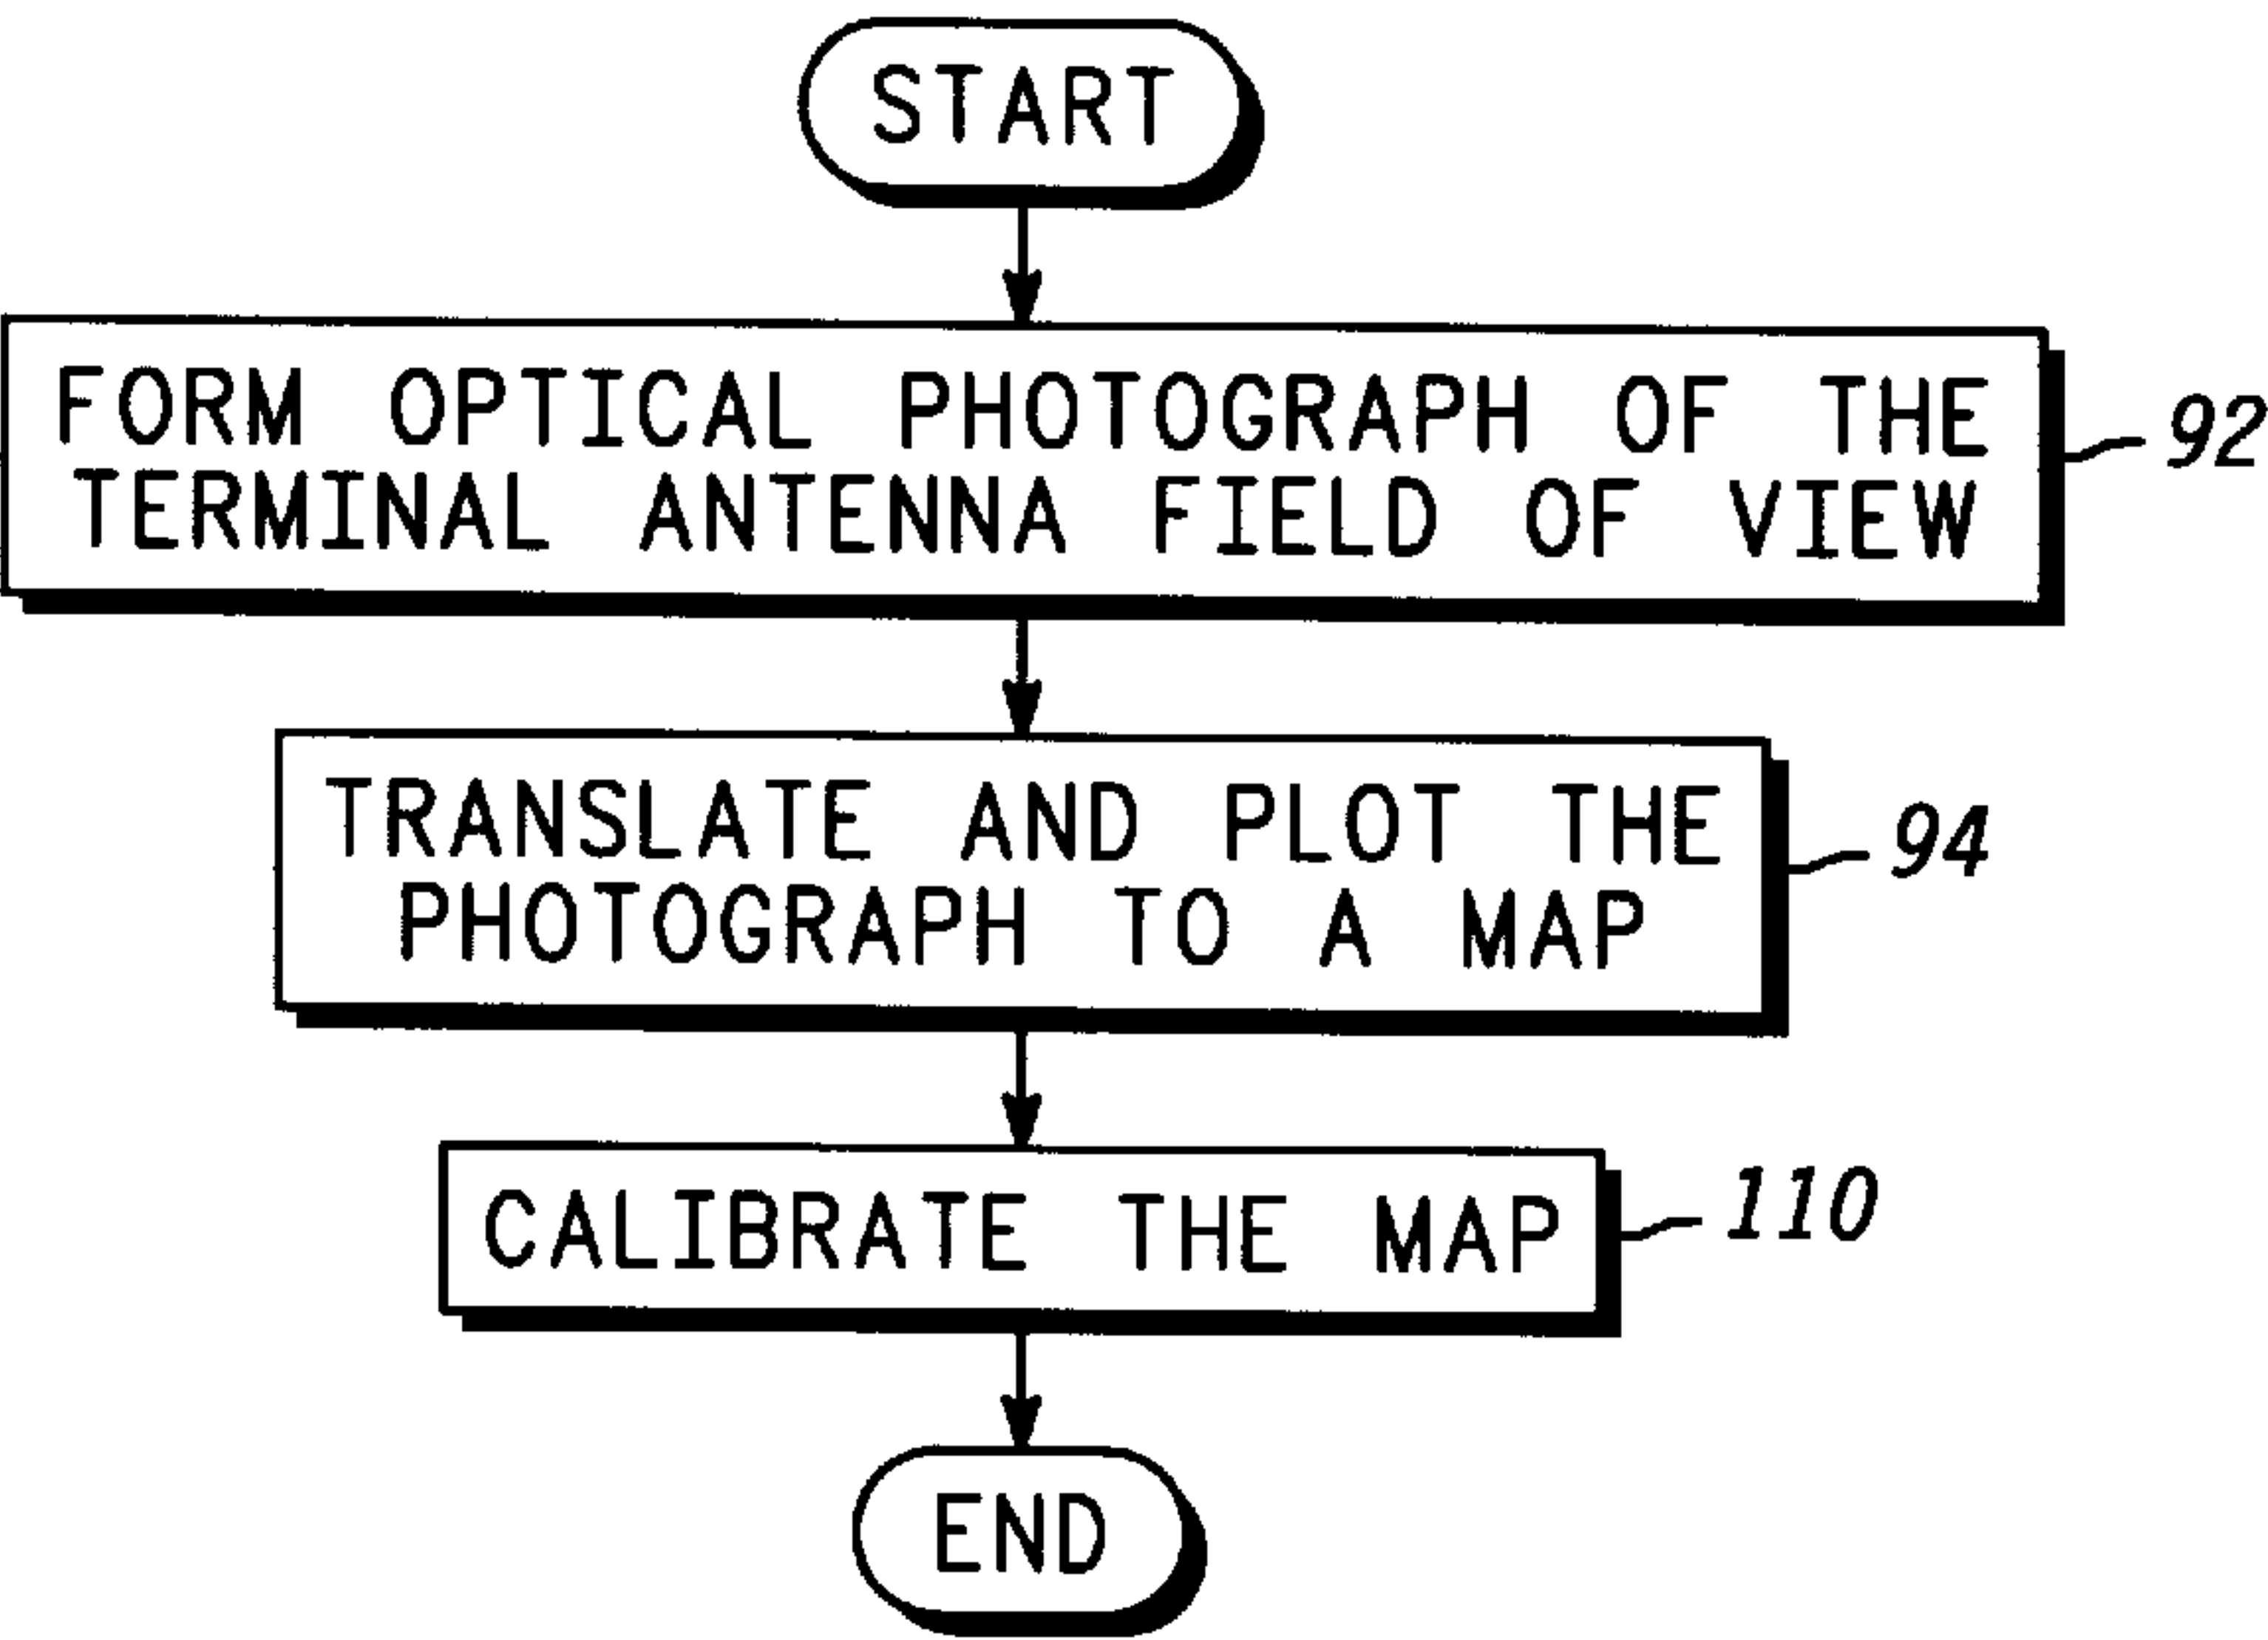 START
FORM OPTICAL PHOTOGRAPH OF THE
TERMINAL ANTENNA FIELD OF VIEW
92
TRANSLATE AND PLOT THE
PHOTOGRAPH TO A MAP
94
CALIBRATE THE MAP
110
END